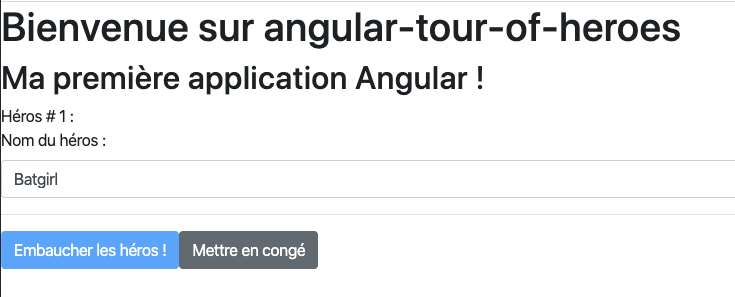 Bienvenue sur angular-tour-of-heroes
Ma première application Angular !
Héros # 1 :
Nom du héros :
Batgirl
Embaucher les héros ! Mettre en congé